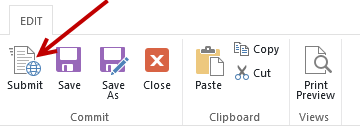 EDIT
Submit Save Save As Close Paste Copy Cut Print Preview
Commit Clipboard Views